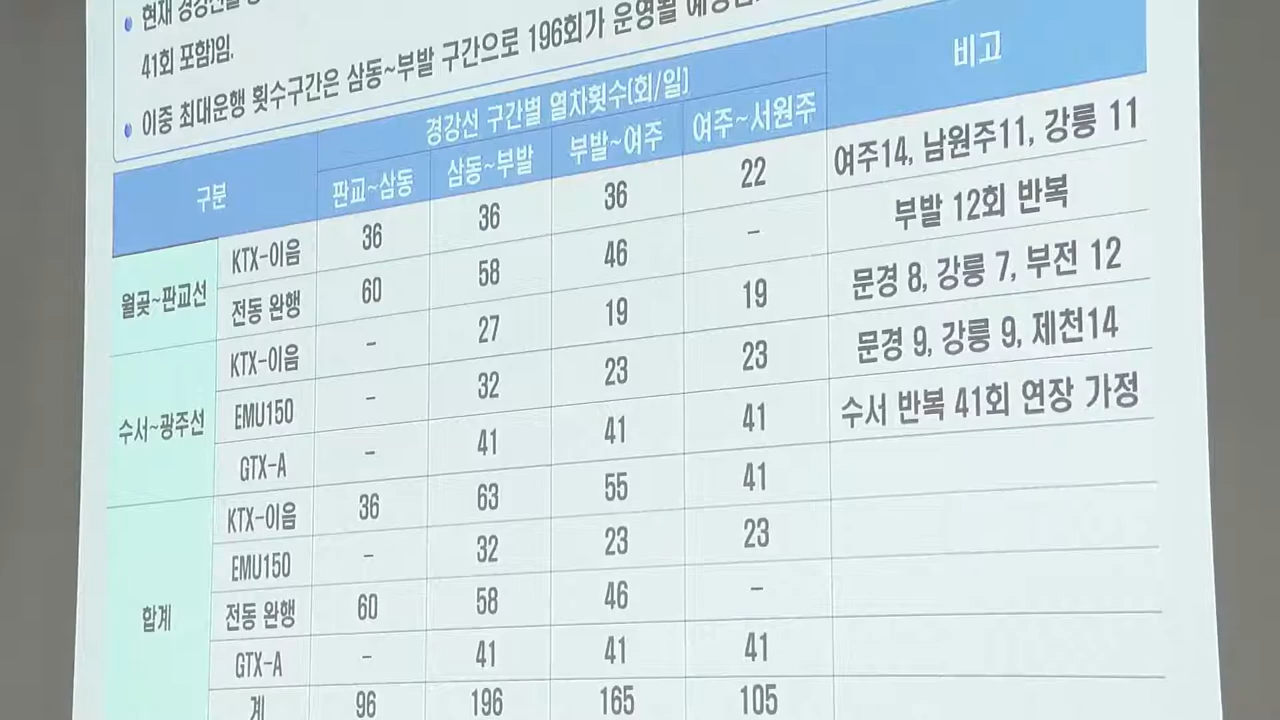 현재 경강선
41회 포함)임.
이중 최대운행 횟수구간은 삼동~부발 구간으로 196회가 운영될
구분 경강선 구간별 열차횟수(회/일) 비고
판교~삼동 삼동~부발 부발~여주 여주~서원주
월곶~판교선 KTX-이음 36 36 36 22 여주14, 남원주11, 강릉 11
전동 완행 60 58 46 - 부발 12회 반복
수서~광주선 KTX-이음 - 27 19 19 문경 8, 강릉 7, 부전 12
EMU150 - 32 23 23 문경 9, 강릉 9, 제천14
GTX-A - 41 41 41 수서 반복 41회 연장 가정
합계 KTX-이음 36 63 55 41
EMU150 - 32 23 23
전동 완행 60 58 46 -
GTX-A - 41 41 41
계 96 196 165 105